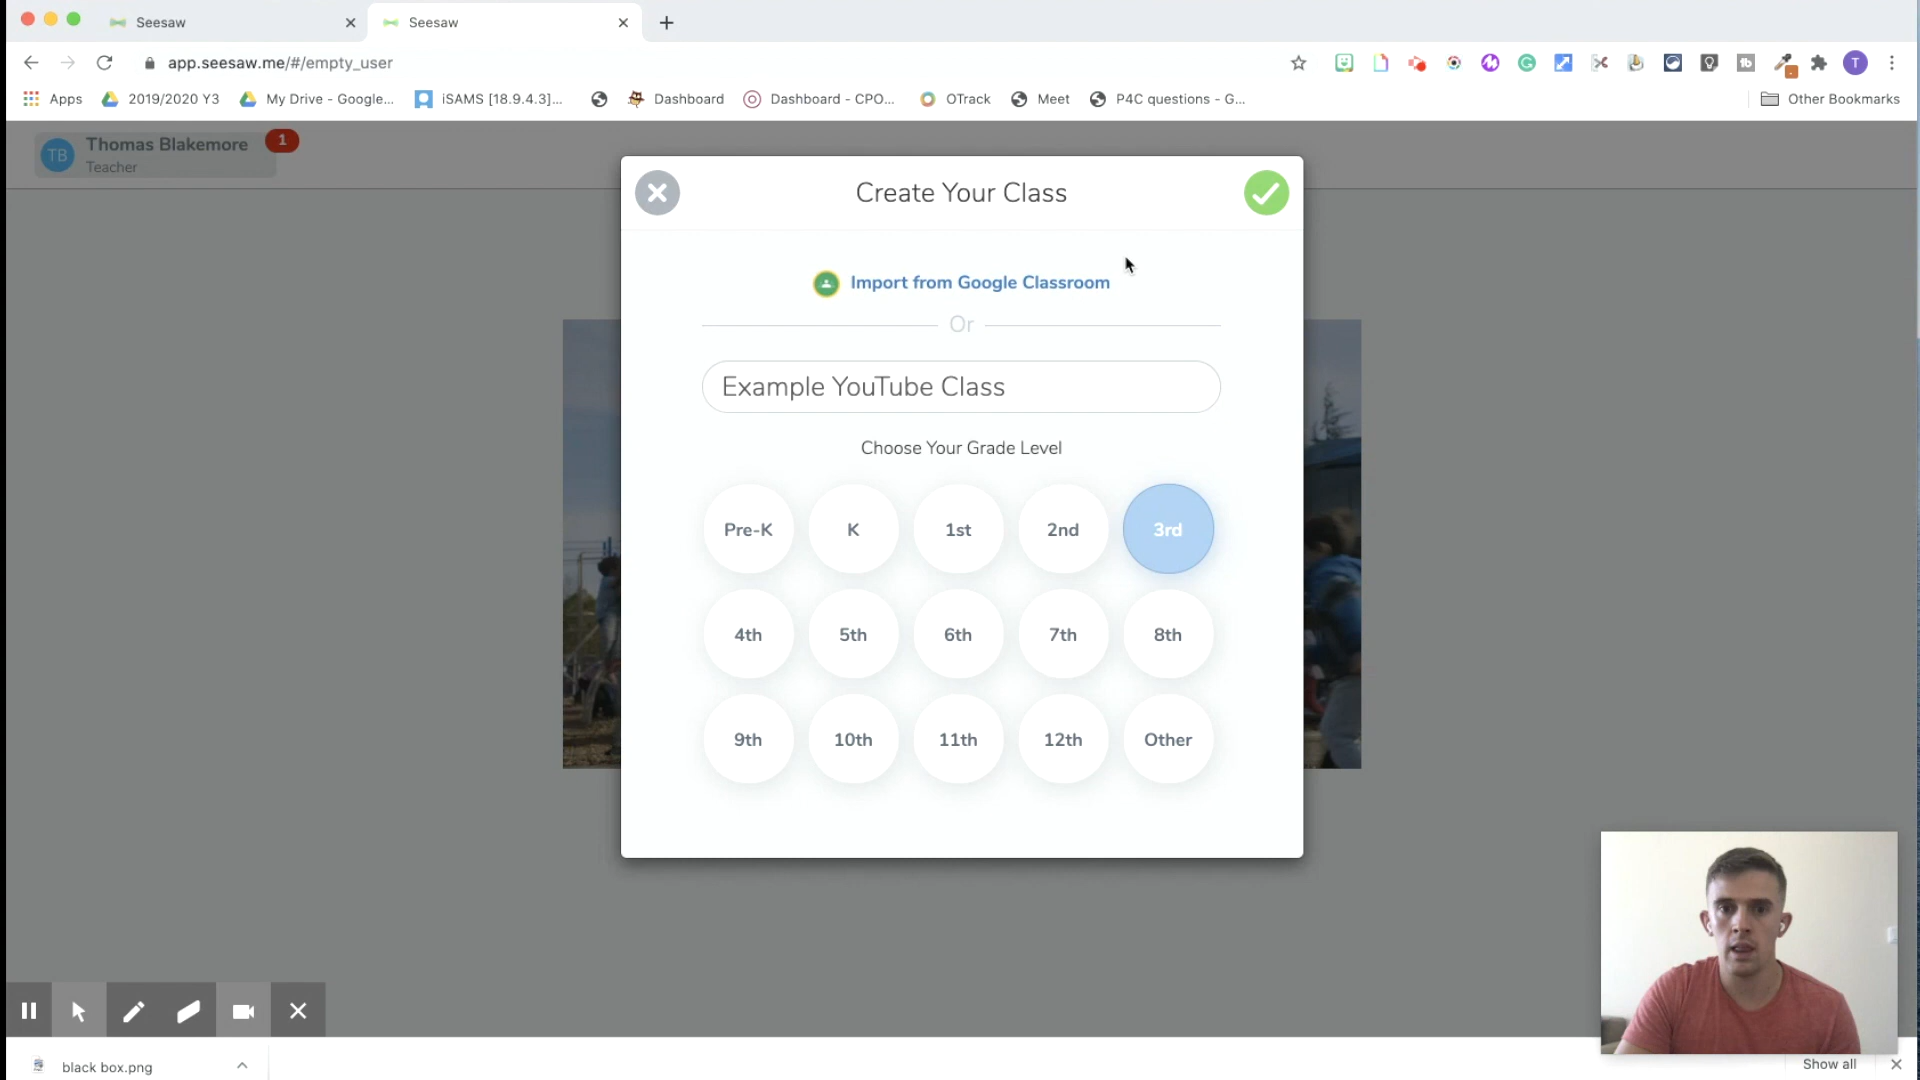 Seesaw
Seesaw
app.seesaw.me/#/empty_user
Apps
2019/2020 Y3
My Drive - Google...
iSAMS [18.9.4.3]...
Dashboard
Dashboard - CPO...
OTrack
Meet
P4C questions - G...
Other Bookmarks
T
TB
Thomas Blakemore
Teacher
1
Create Your Class
Import from Google Classroom
Or
Example YouTube Class
Choose Your Grade Level
Pre-K K 1st 2nd 3rd
4th 5th 6th 7th 8th
9th 10th 11th 12th Other
black box.png
Show all